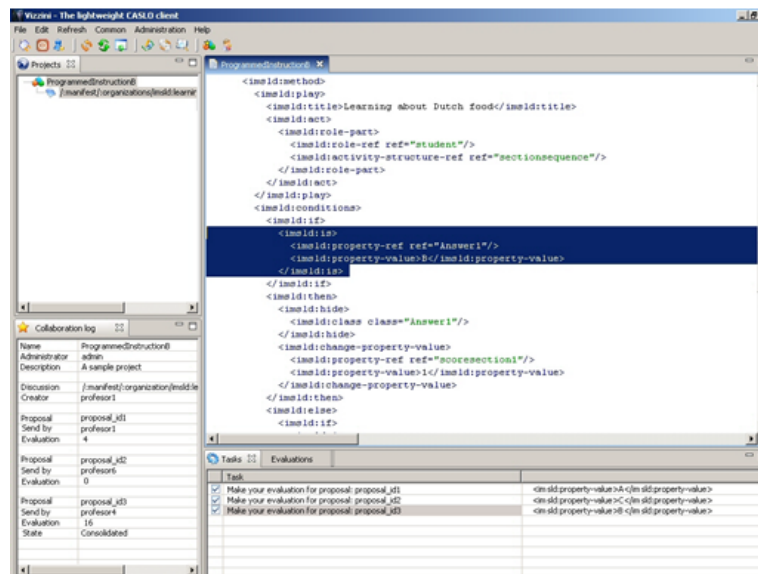 Vizzini - The lightweight CASLO client
File Edit Refresh Common Administration Help
Projects
ProgrammedInstructionB
/:manifest/:organizations/imsld:learnir
Collaboration log
Name ProgrammedInstructionB
Administrator admin
Description A sample project
Discussion /:manifest/:organization/imsld:le
Creator profesor1
Proposal proposal_id1
Send by profesor1
Evaluation 4
Proposal proposal_id2
Send by profesor6
Evaluation 0
Proposal proposal_id3
Send by profesor4
Evaluation 16
State Consolidated
ProgrammedInstructionB
<imsld:method>
<imsld:play>
<imsld:title>Learning about Dutch food</imsld:title>
<imsld:act>
<imsld:role-part>
<imsld:role-ref ref="student"/>
<imsld:activity-structure-ref ref="sectionsequence"/>
</imsld:role-part>
</imsld:act>
</imsld:play>
<imsld:conditions>
<imsld:if>
<imsld:is>
<imsld:property-ref ref="Answer1"/>
<imsld:property-value>B</imsld:property-value>
</imsld:is>
</imsld:if>
<imsld:then>
<imsld:hide>
<imsld:class class="Answer1"/>
</imsld:hide>
<imsld:change-property-value>
<imsld:property-ref ref="scoresection1"/>
<imsld:property-value>1</imsld:property-value>
</imsld:change-property-value>
</imsld:then>
<imsld:else>
<imsld:if>
Tasks Evaluations
Task
Make your evaluation for proposal: proposal_id1 <imsld:property-value>A</imsld:property-value>
Make your evaluation for proposal: proposal_id2 <imsld:property-value>C</imsld:property-value>
Make your evaluation for proposal: proposal_id3 <imsld:property-value>B</imsld:property-value>